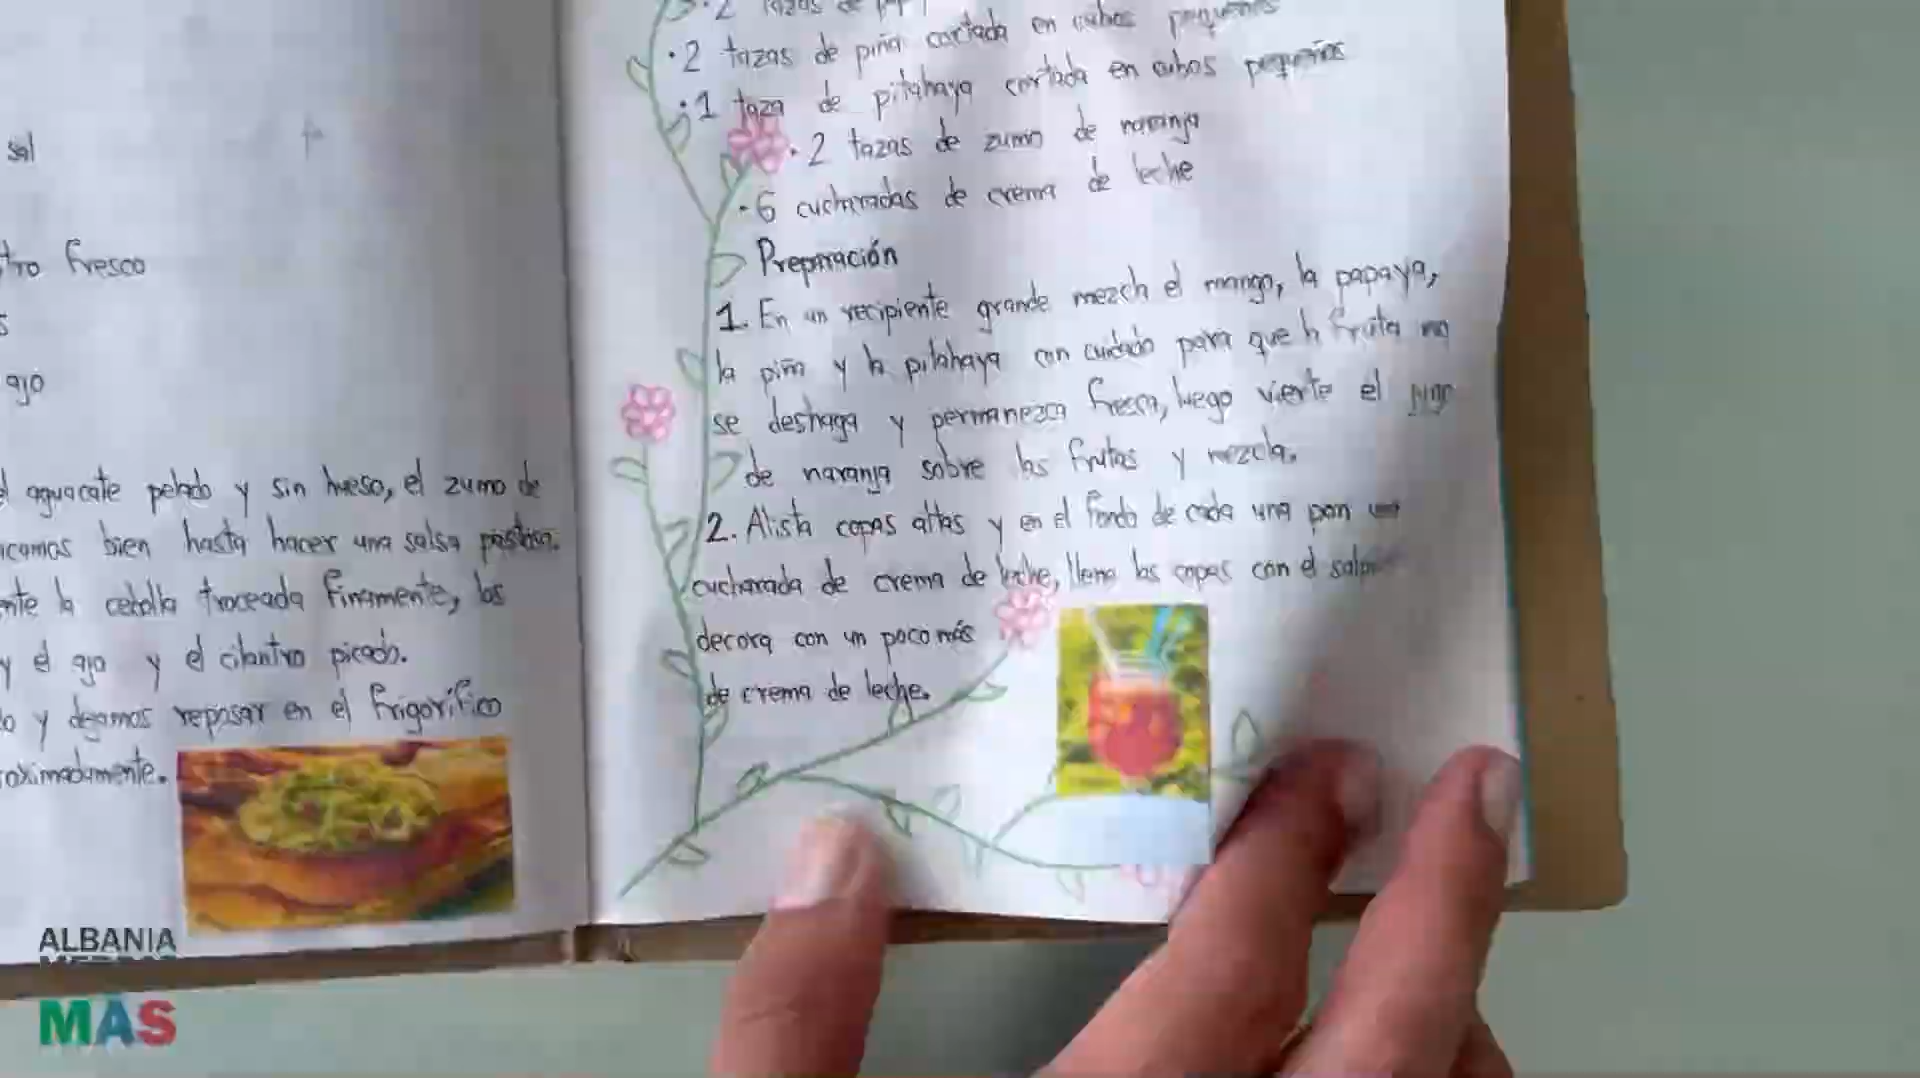 sal
fresco
ajo
aguacate pelado y sin hueso, el zumo de
bien hasta hacer una salsa pastosa.
la cebolla troceada finamente, los
y el ajo y el cilantro picado.
y dejamos reposar en el frigorífico
• 2 tazas de
• 2 tazas de piña cortada en cubos pequeños
• 1 taza de pitahaya cortada en cubos pequeños
• 2 tazas de zumo de naranja
• 6 cucharadas de crema de leche
Preparación
1. En un recipiente grande mezcla el mango, la papaya,
la piña y la pitahaya con cuidado para que la fruta no
se deshaga y permanezca fresca, luego vierte el jugo
de naranja sobre las frutas y mezcla.
2. Alista copas altas y en el fondo de cada una pon una
cucharada de crema de leche, llena las copas con el
decora con un poco más
de crema de leche.
ALBANIA
MÁS